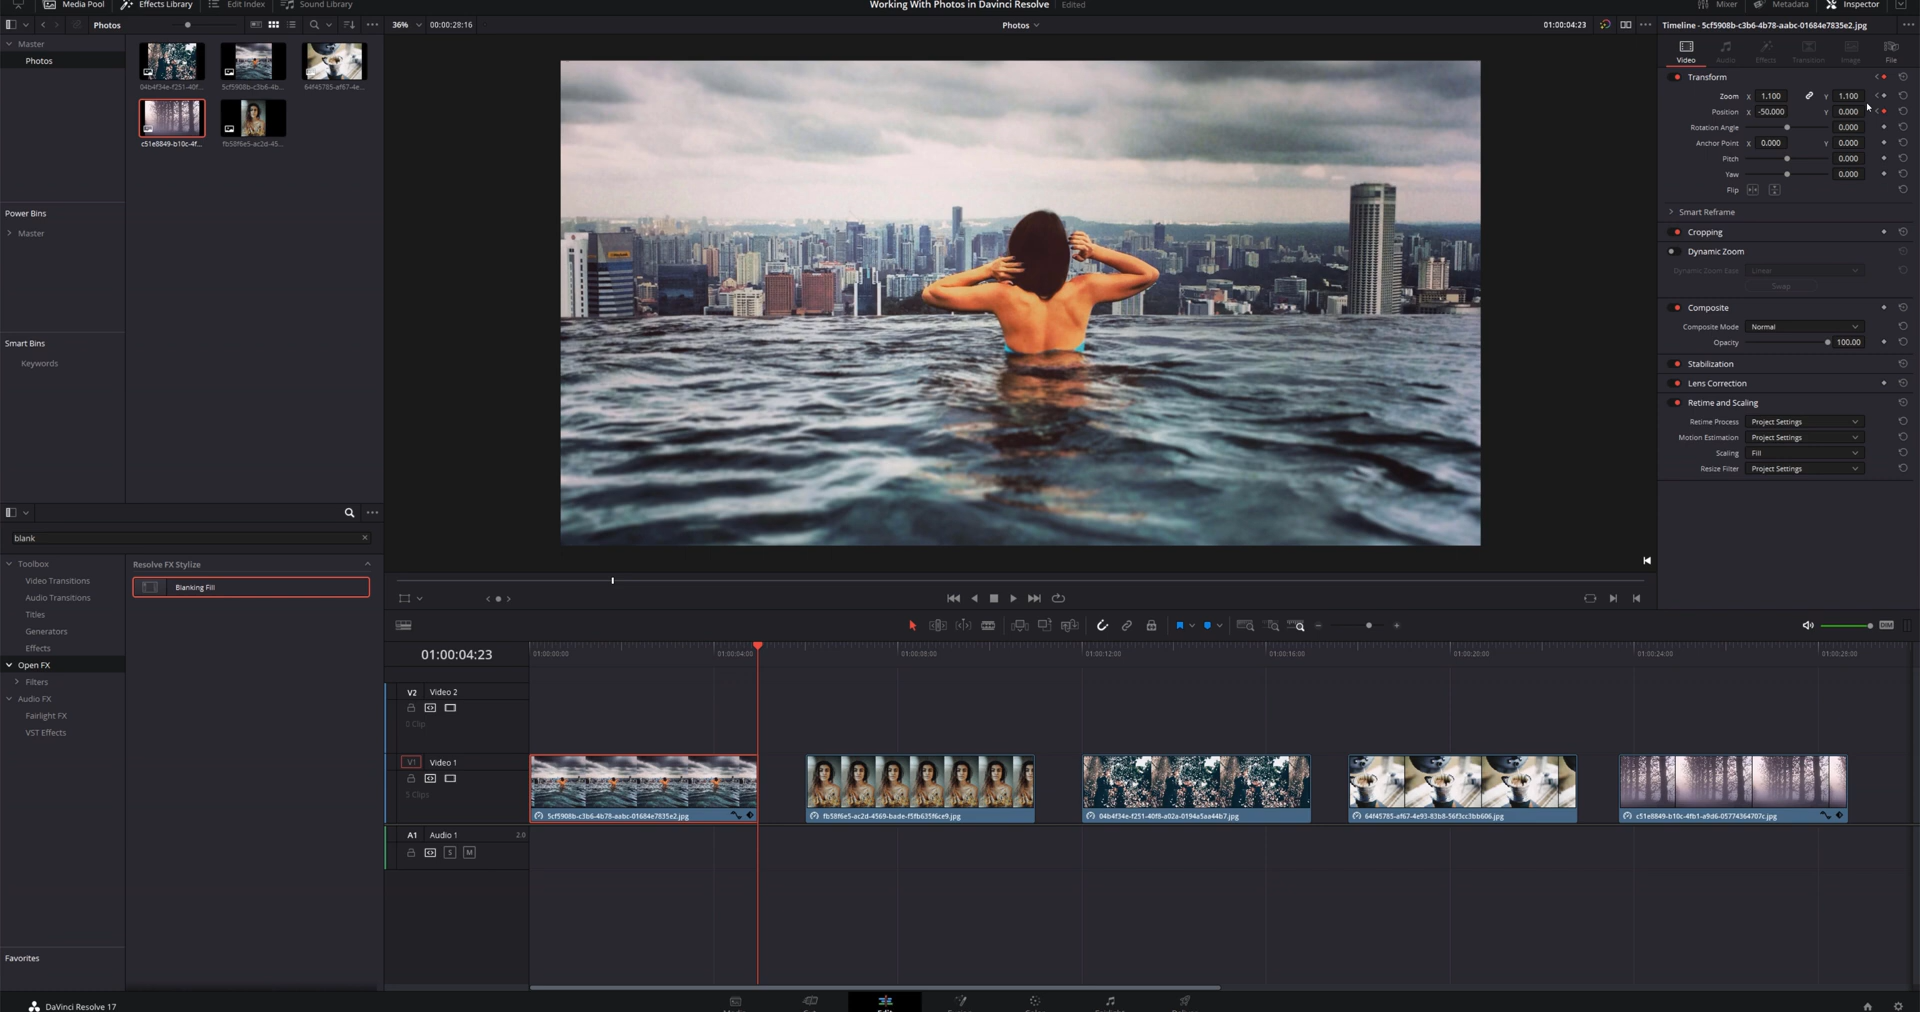 Media Pool Effects Library Edit Index Sound Library Working With Photos in Davinci Resolve Edited Mixer Metadata Inspector
Photos 36% 00:00:28:16 Photos 01:00:04:23 Timeline - 5cf5908b-c3b6-4b78-aabc-01684e7835e2.jpg
Master
Photos
04b4f34e-f251-40f... 5cf5908b-c3b6-4b... 64f45785-af67-4e...
c51e8849-b10c-4f... fb58f6e5-ac2d-45...
Power Bins
Master
Smart Bins
Keywords
Video Audio Effects Transition Image File
Transform
Zoom X 1.100 Y 1.100
Position X -50.000 Y 0.000
Rotation Angle 0.000
Anchor Point X 0.000 Y 0.000
Pitch 0.000
Yaw 0.000
Flip
Smart Reframe
Cropping
Dynamic Zoom
Dynamic Zoom Ease Linear
Swap
Composite
Composite Mode Normal
Opacity 100.00
Stabilization
Lens Correction
Retime and Scaling
Retime Process Project Settings
Motion Estimation Project Settings
Scaling Fill
Resize Filter Project Settings
blank
Toolbox
Video Transitions
Audio Transitions
Titles
Generators
Effects
Open FX
Filters
Audio FX
Fairlight FX
VST Effects
Favorites
Resolve FX Stylize
Blanking Fill
DIM
01:00:04:23 01:00:00:00 01:00:04:00 01:00:08:00 01:00:12:00 01:00:16:00 01:00:20:00 01:00:24:00 01:00:28:00
V2 Video 2
0 Clip
V1 Video 1
5 Clips
5cf5908b-c3b6-4b78-aabc-01684e7835e2.jpg fb58f6e5-ac2d-4569-bade-f5fb635f6ce9.jpg 04b4f34e-f251-40f8-a02a-0194a5aa44b7.jpg 64f45785-af67-4e93-83b8-56f3cc3bb606.jpg c51e8849-b10c-4fb1-a9d6-05774364707c.jpg
A1 Audio 1 2.0
S M
DaVinci Resolve 17 Edit